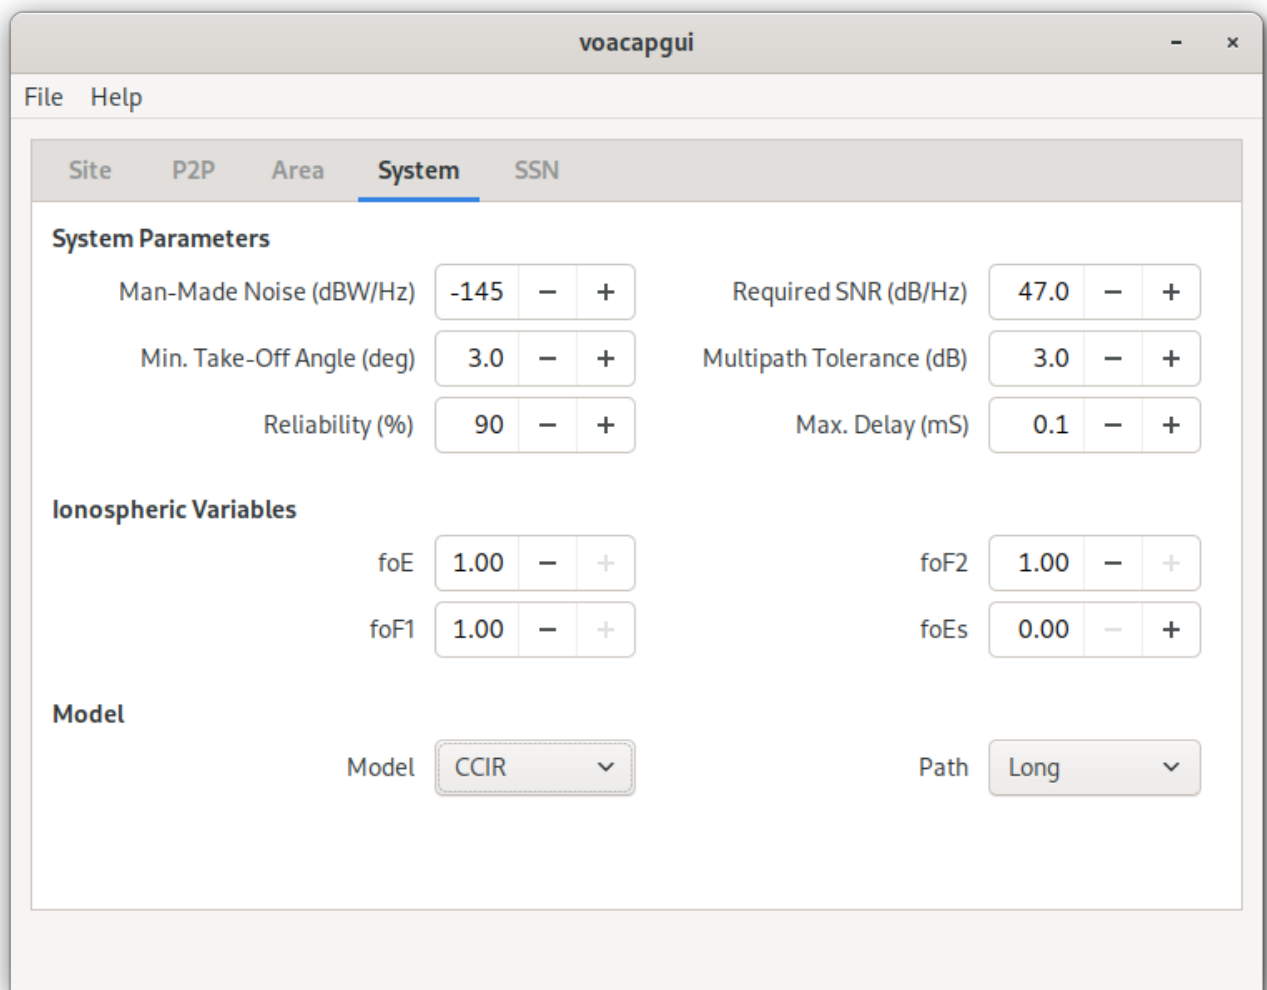 voacapgui
File Help
Site P2P Area System SSN
System Parameters
Man-Made Noise (dBW/Hz) -145 − + Required SNR (dB/Hz) 47.0 − +
Min. Take-Off Angle (deg) 3.0 − + Multipath Tolerance (dB) 3.0 − +
Reliability (%) 90 − + Max. Delay (mS) 0.1 − +
Ionospheric Variables
foE 1.00 − + foF2 1.00 − +
foF1 1.00 − + foEs 0.00 − +
Model
Model CCIR Path Long